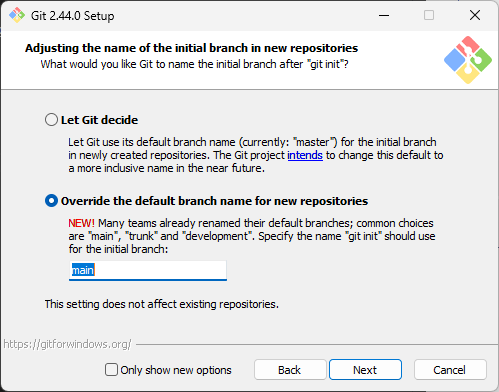 Git 2.44.0 Setup
Adjusting the name of the initial branch in new repositories
What would you like Git to name the initial branch after "git init"?
Let Git decide
Let Git use its default branch name (currently: "master") for the initial branch
in newly created repositories. The Git project intends to change this default to
a more inclusive name in the near future.
Override the default branch name for new repositories
NEW! Many teams already renamed their default branches; common choices
are "main", "trunk" and "development". Specify the name "git init" should use
for the initial branch:
main
This setting does not affect existing repositories.
https://gitforwindows.org/
Only show new options
Back
Next
Cancel